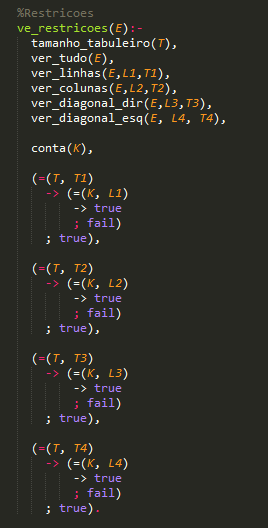 %Restricoes
ve_restricoes(E):-
tamanho_tabuleiro(T),
ver_tudo(E),
ver_linhas(E,L1,T1),
ver_colunas(E,L2,T2),
ver_diagonal_dir(E,L3,T3),
ver_diagonal_esq(E, L4, T4),
conta(K),
(=(T, T1)
-> (=(K, L1)
-> true
; fail)
; true),
(=(T, T2)
-> (=(K, L2)
-> true
; fail)
; true),
(=(T, T3)
-> (=(K, L3)
-> true
; fail)
; true),
(=(T, T4)
-> (=(K, L4)
-> true
; fail)
; true).